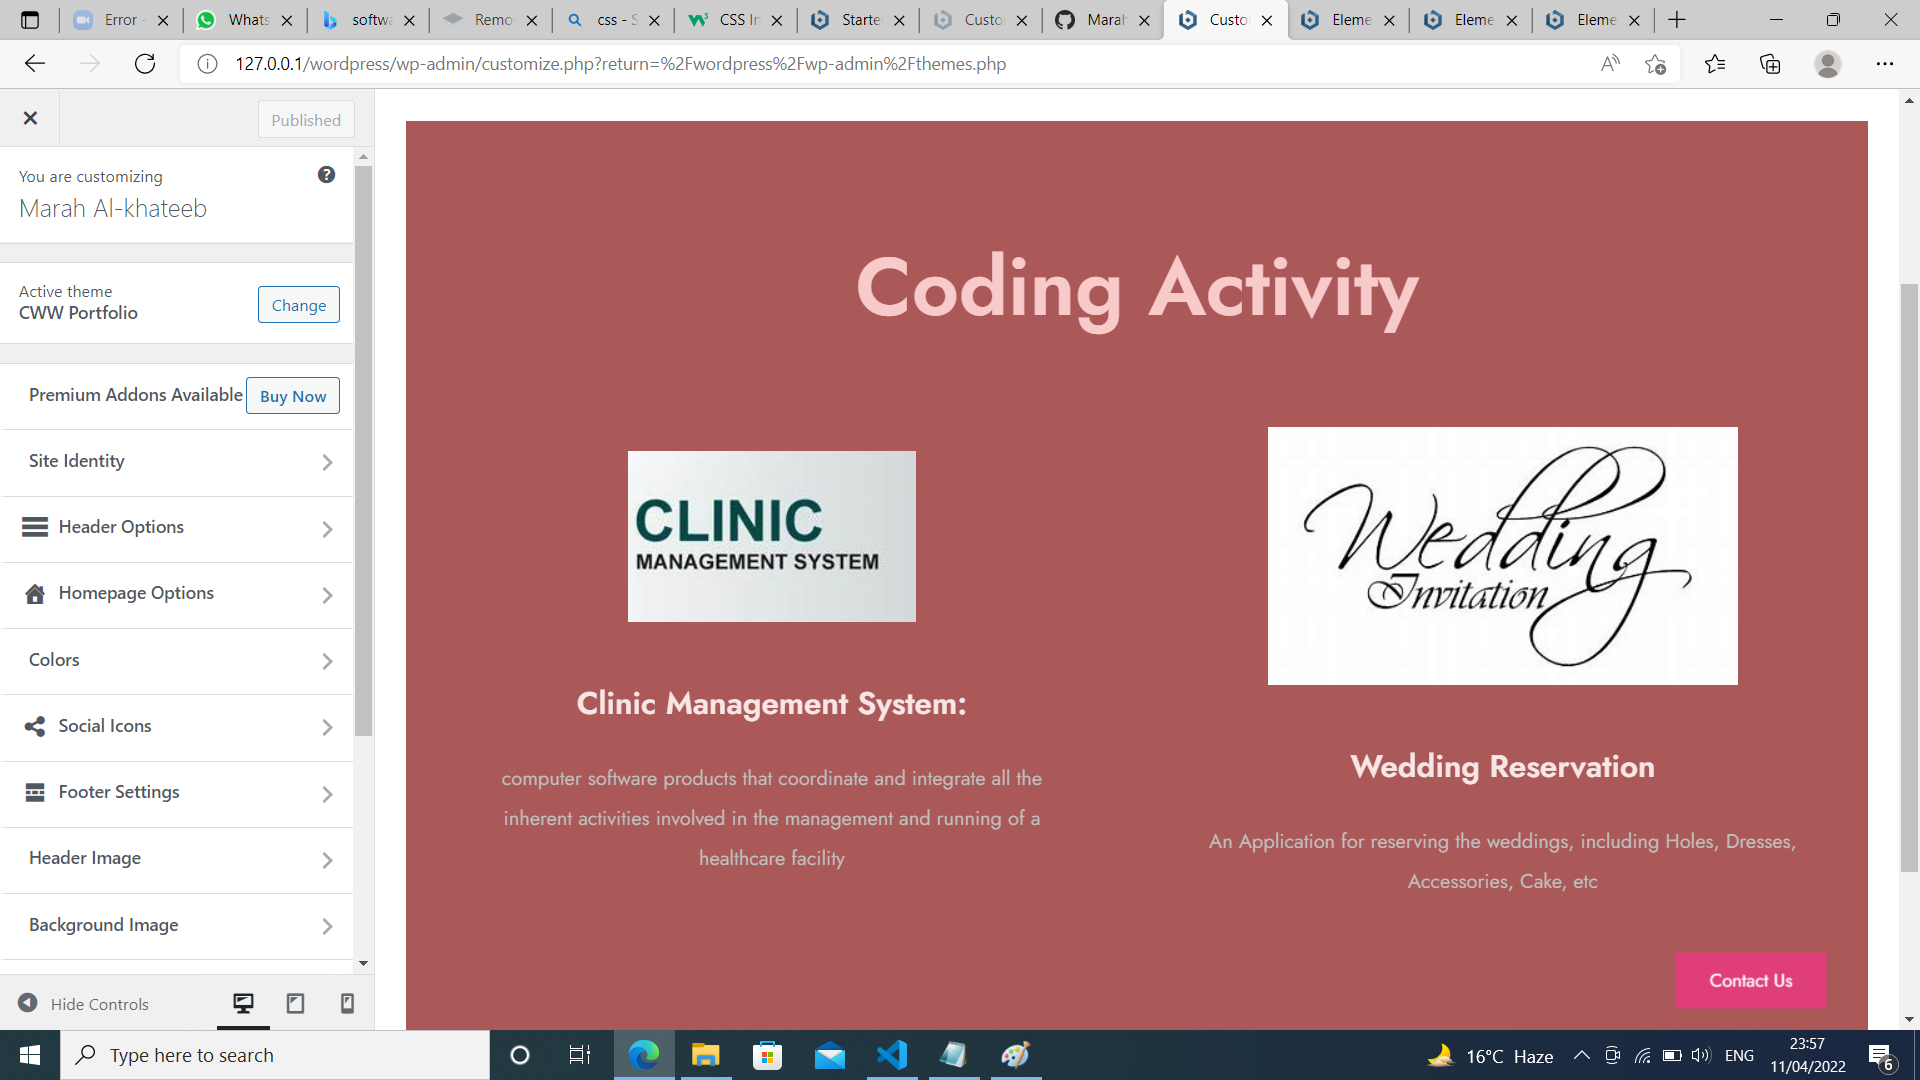 Error -
Whats
softwa
Remo
css - S
CSS In
Starte
Custo
Marah
Custo
Eleme
Eleme
Eleme
127.0.0.1/wordpress/wp-admin/customize.php?return=%2Fwordpress%2Fwp-admin%2Fthemes.php
Published
You are customizing
Marah Al-khateeb
Active theme
CWW Portfolio
Change
Premium Addons Available
Buy Now
Site Identity
Header Options
Homepage Options
Colors
Social Icons
Footer Settings
Header Image
Background Image
Hide Controls
Coding Activity
CLINIC
MANAGEMENT SYSTEM
Clinic Management System:
computer software products that coordinate and integrate all the
inherent activities involved in the management and running of a
healthcare facility
Wedding
Invitation
Wedding Reservation
An Application for reserving the weddings, including Holes, Dresses,
Accessories, Cake, etc
Contact Us
Type here to search
16°C Haze
ENG
23:57
11/04/2022
6